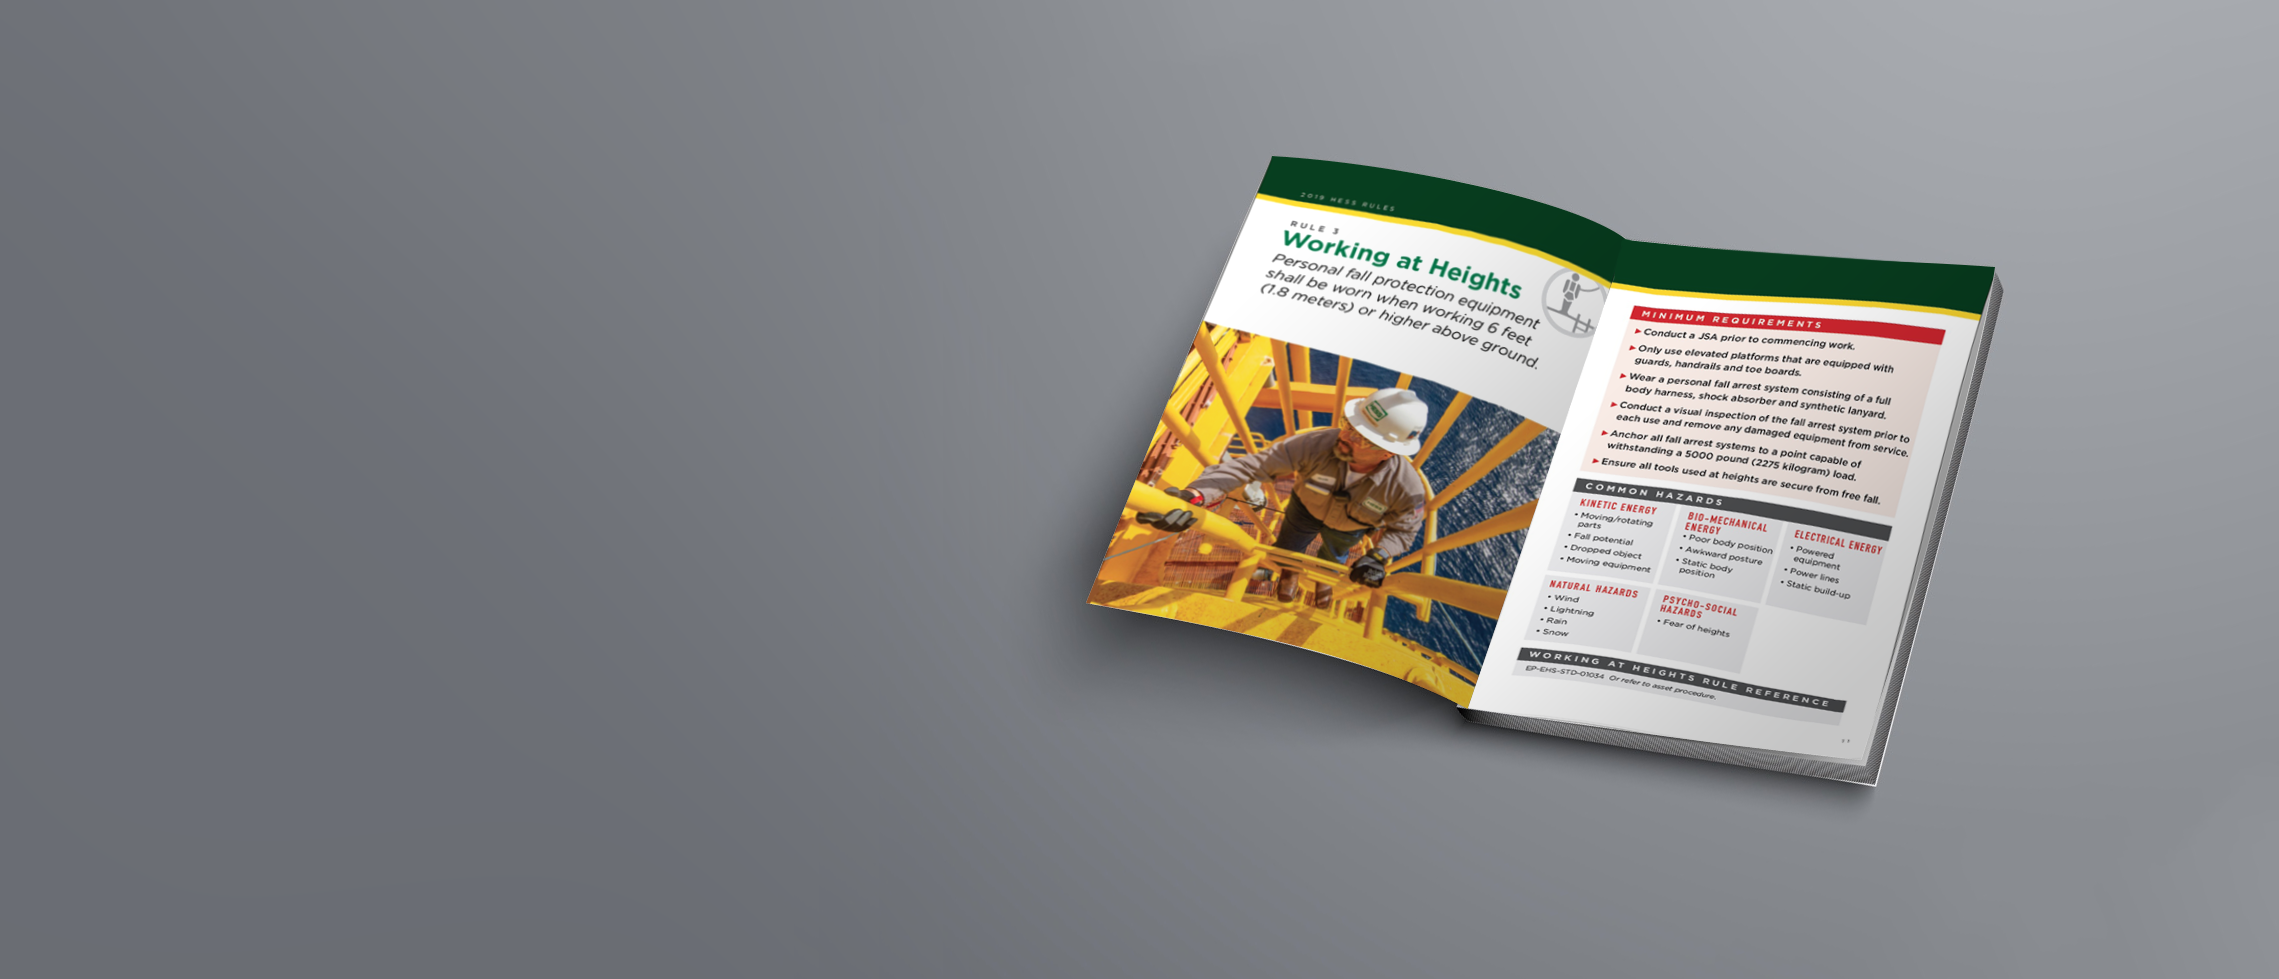 2019 HESS RULES
RULE 3
Working at Heights
Personal fall protection equipment
shall be worn when working 6 feet
(1.8 meters) or higher above ground.
MINIMUM REQUIREMENTS
Conduct a JSA prior to commencing work.
Only use elevated platforms that are equipped with
guards, handrails and toe boards.
Wear a personal fall arrest system consisting of a full
body harness, shock absorber and synthetic lanyard.
Conduct a visual inspection of the fall arrest system prior to
each use and remove any damaged equipment from service.
Anchor all fall arrest systems to a point capable of
withstanding a 5000 pound (2275 kilogram) load.
Ensure all tools used at heights are secure from free fall.
COMMON HAZARDS
KINETIC ENERGY
• Moving/rotating
parts
• Fall potential
• Dropped object
• Moving equipment
BIO-MECHANICAL
ENERGY
• Poor body position
• Awkward posture
• Static body
position
ELECTRICAL ENERGY
• Powered
equipment
• Power lines
• Static build-up
NATURAL HAZARDS
• Wind
• Lightning
• Rain
• Snow
PSYCHO-SOCIAL
HAZARDS
• Fear of heights
WORKING AT HEIGHTS RULE REFERENCE
EP-EHS-STD-01034 Or refer to asset procedure.